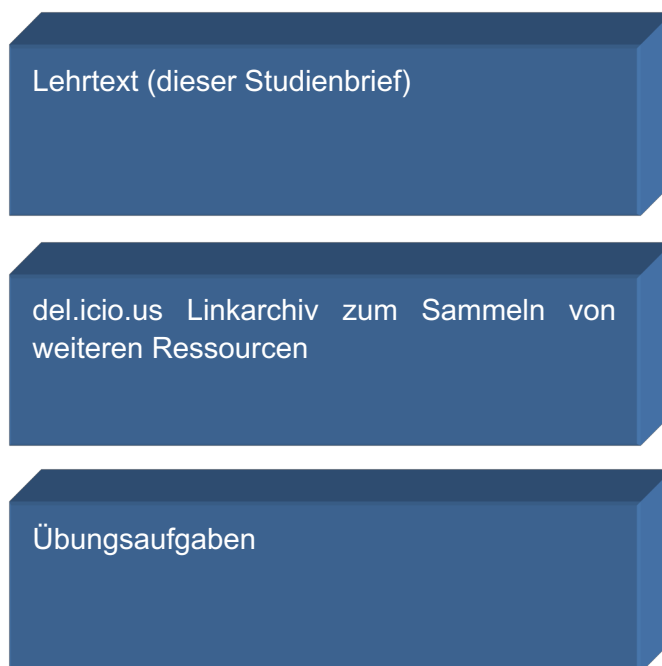 Lehrtext (dieser Studienbrief)
del.icio.us Linkarchiv zum Sammeln von
weiteren Ressourcen
Übungsaufgaben